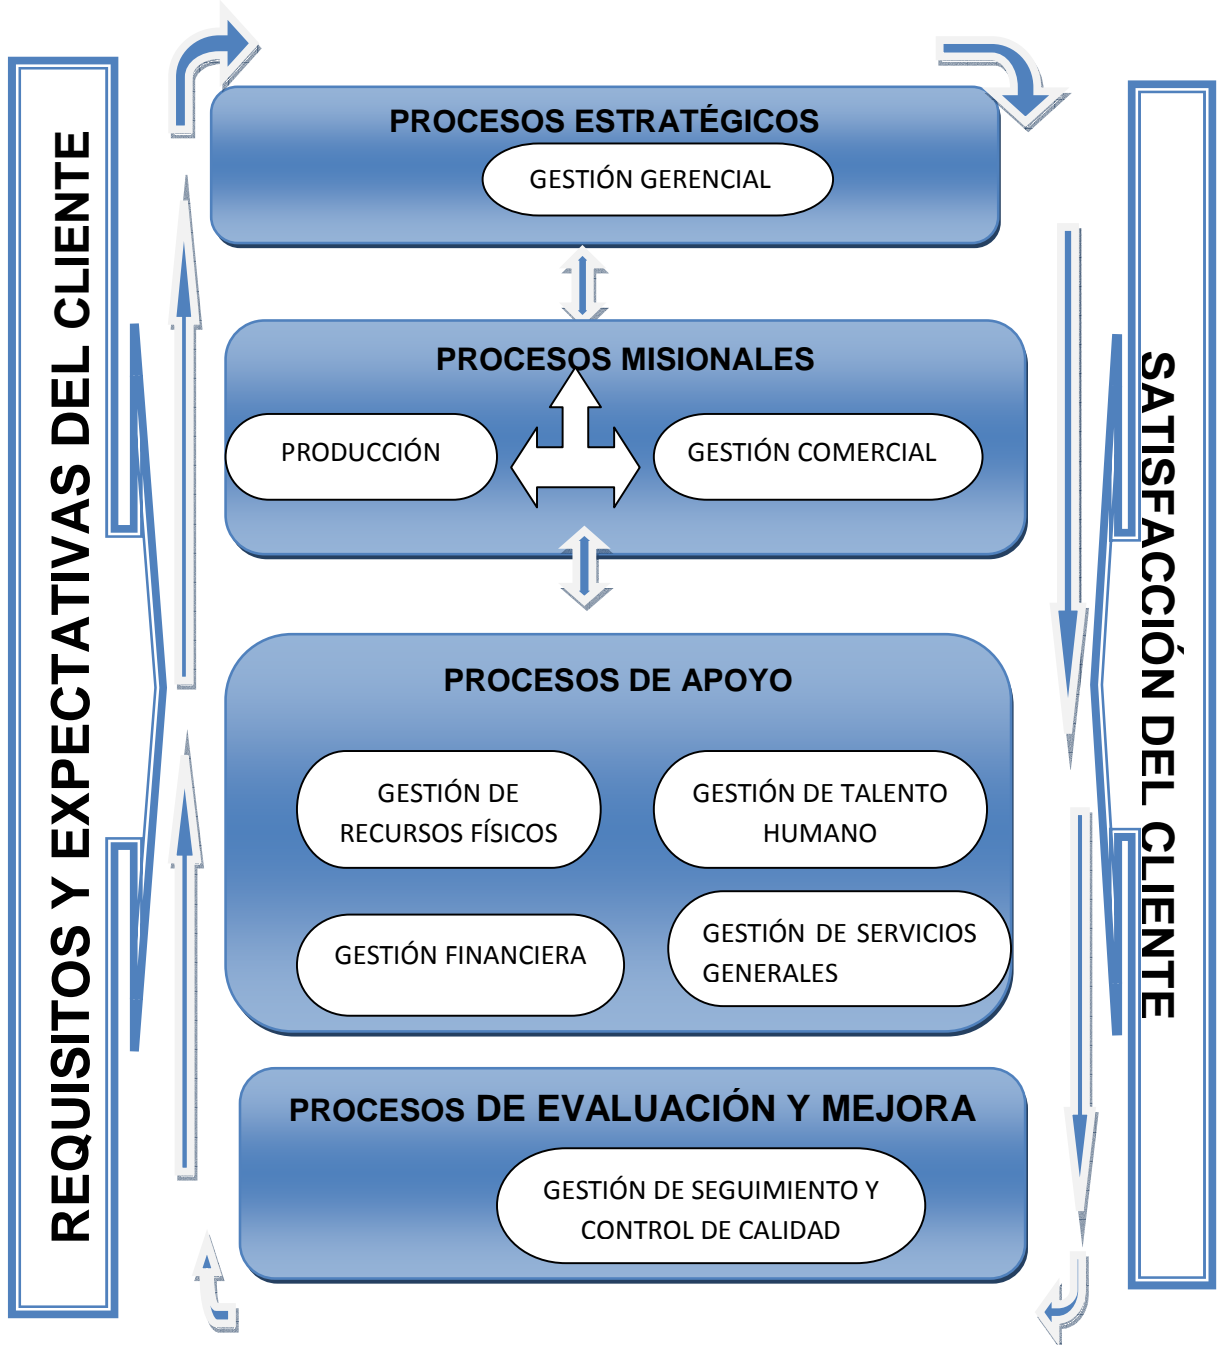 REQUISITOS Y EXPECTATIVAS DEL CLIENTE
PROCESOS ESTRATÉGICOS
GESTIÓN GERENCIAL
PROCESOS MISIONALES
PRODUCCIÓN
GESTIÓN COMERCIAL
PROCESOS DE APOYO
GESTIÓN DE
RECURSOS FÍSICOS
GESTIÓN DE TALENTO
HUMANO
GESTIÓN FINANCIERA
GESTIÓN DE SERVICIOS
GENERALES
PROCESOS DE EVALUACIÓN Y MEJORA
GESTIÓN DE SEGUIMIENTO Y
CONTROL DE CALIDAD
SATISFACCIÓN DEL CLIENTE